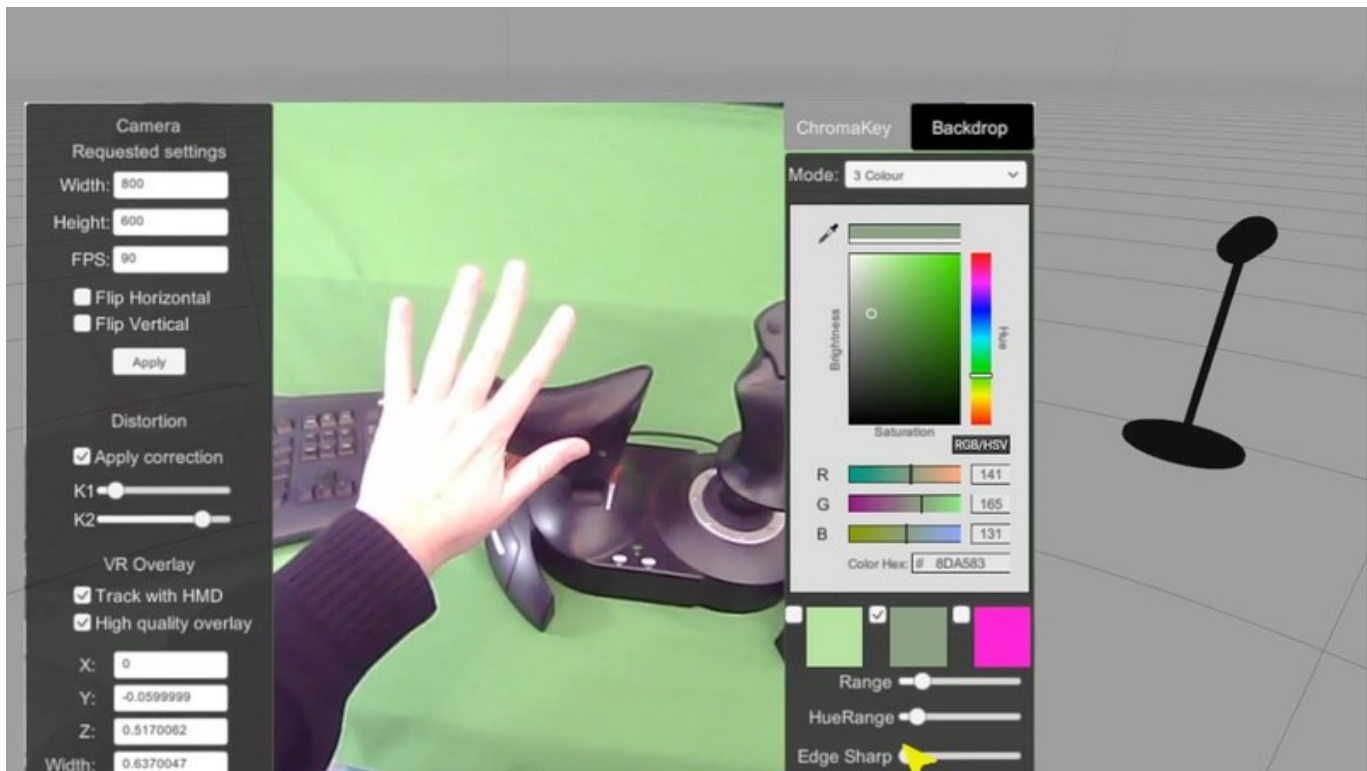 Camera
Requested settings
Width: 800
Height: 600
FPS: 90
Flip Horizontal
Flip Vertical
Apply
Distortion
Apply correction
K1
K2
VR Overlay
Track with HMD
High quality overlay
X: 0
Y: -0.0599999
Z: 0.5170062
Width: 0.6370047
ChromaKey Backdrop
Mode: 3 Colour
Brightness
Hue
Saturation
RGB/HSV
R 141
G 165
B 131
Color Hex: # 8DA583
Range
HueRange
Edge Sharp